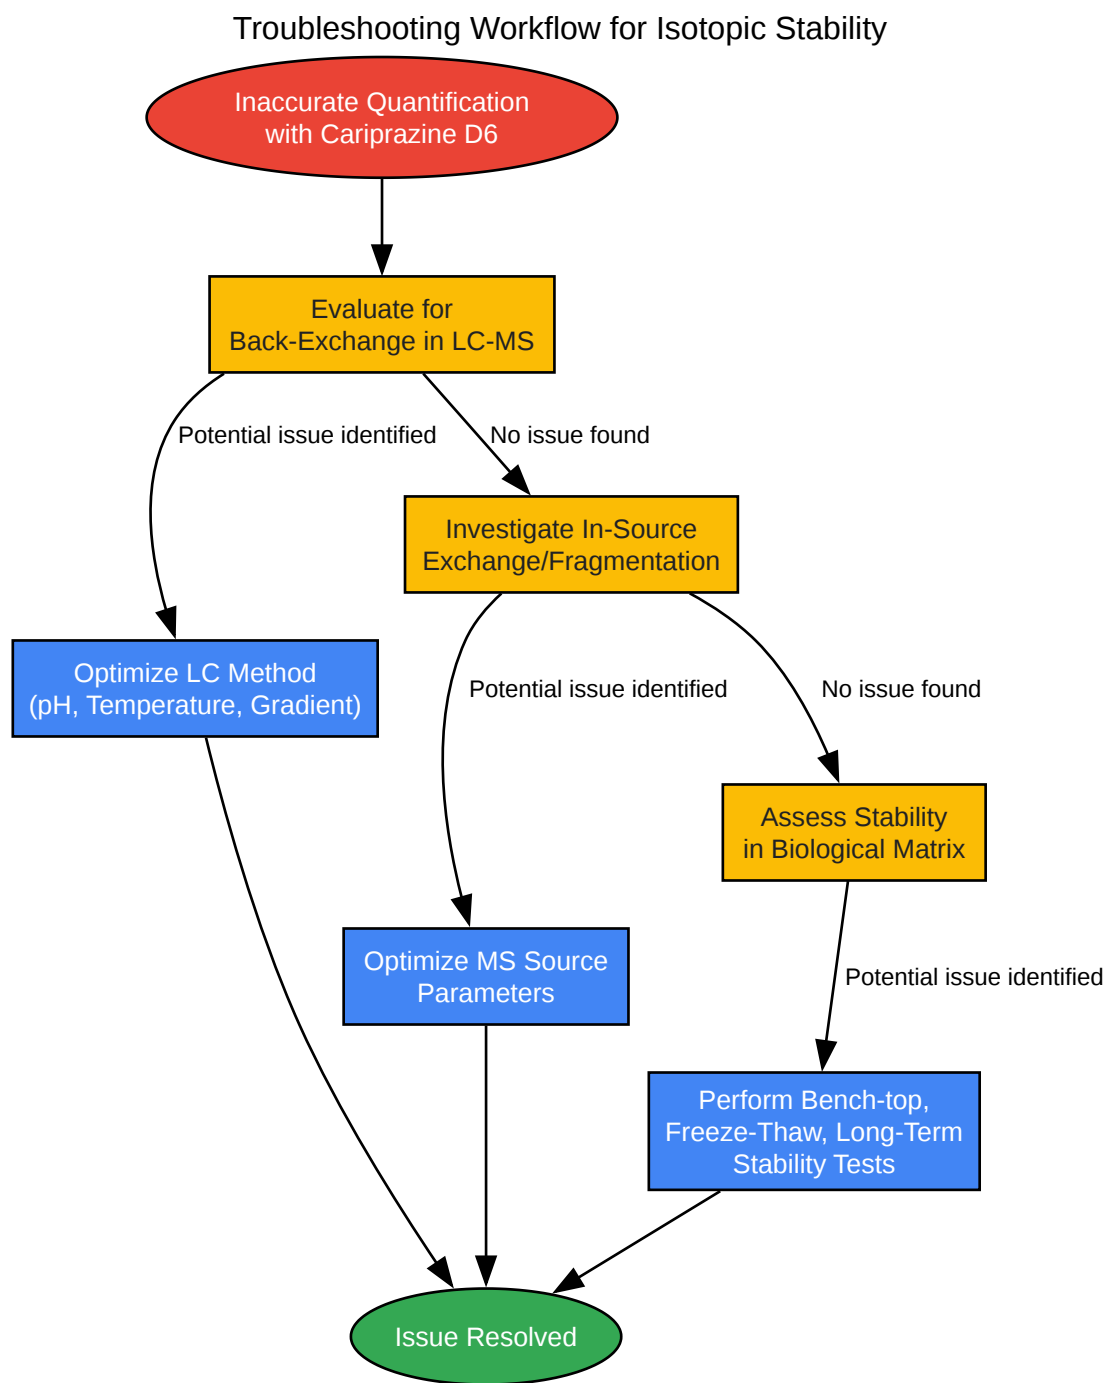 Troubleshooting Workflow for Isotopic Stability
Inaccurate Quantification
with Cariprazine D6
Evaluate for
Back-Exchange in LC-MS
Potential issue identified
No issue found
Investigate In-Source
Exchange/Fragmentation
Optimize LC Method
(pH, Temperature, Gradient)
Potential issue identified
No issue found
Assess Stability
in Biological Matrix
Optimize MS Source
Parameters
Potential issue identified
Perform Bench-top,
Freeze-Thaw, Long-Term
Stability Tests
Issue Resolved